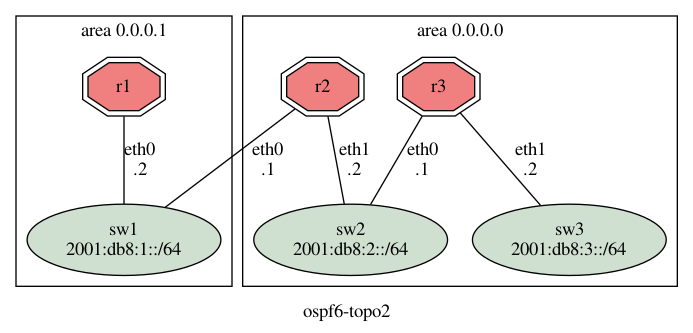 area 0.0.0.1
area 0.0.0.0
r1
r2
r3
eth0
.2
eth0
.1
eth1
.2
eth0
.1
eth1
.2
sw1
2001:db8:1::/64
sw2
2001:db8:2::/64
sw3
2001:db8:3::/64
ospf6-topo2